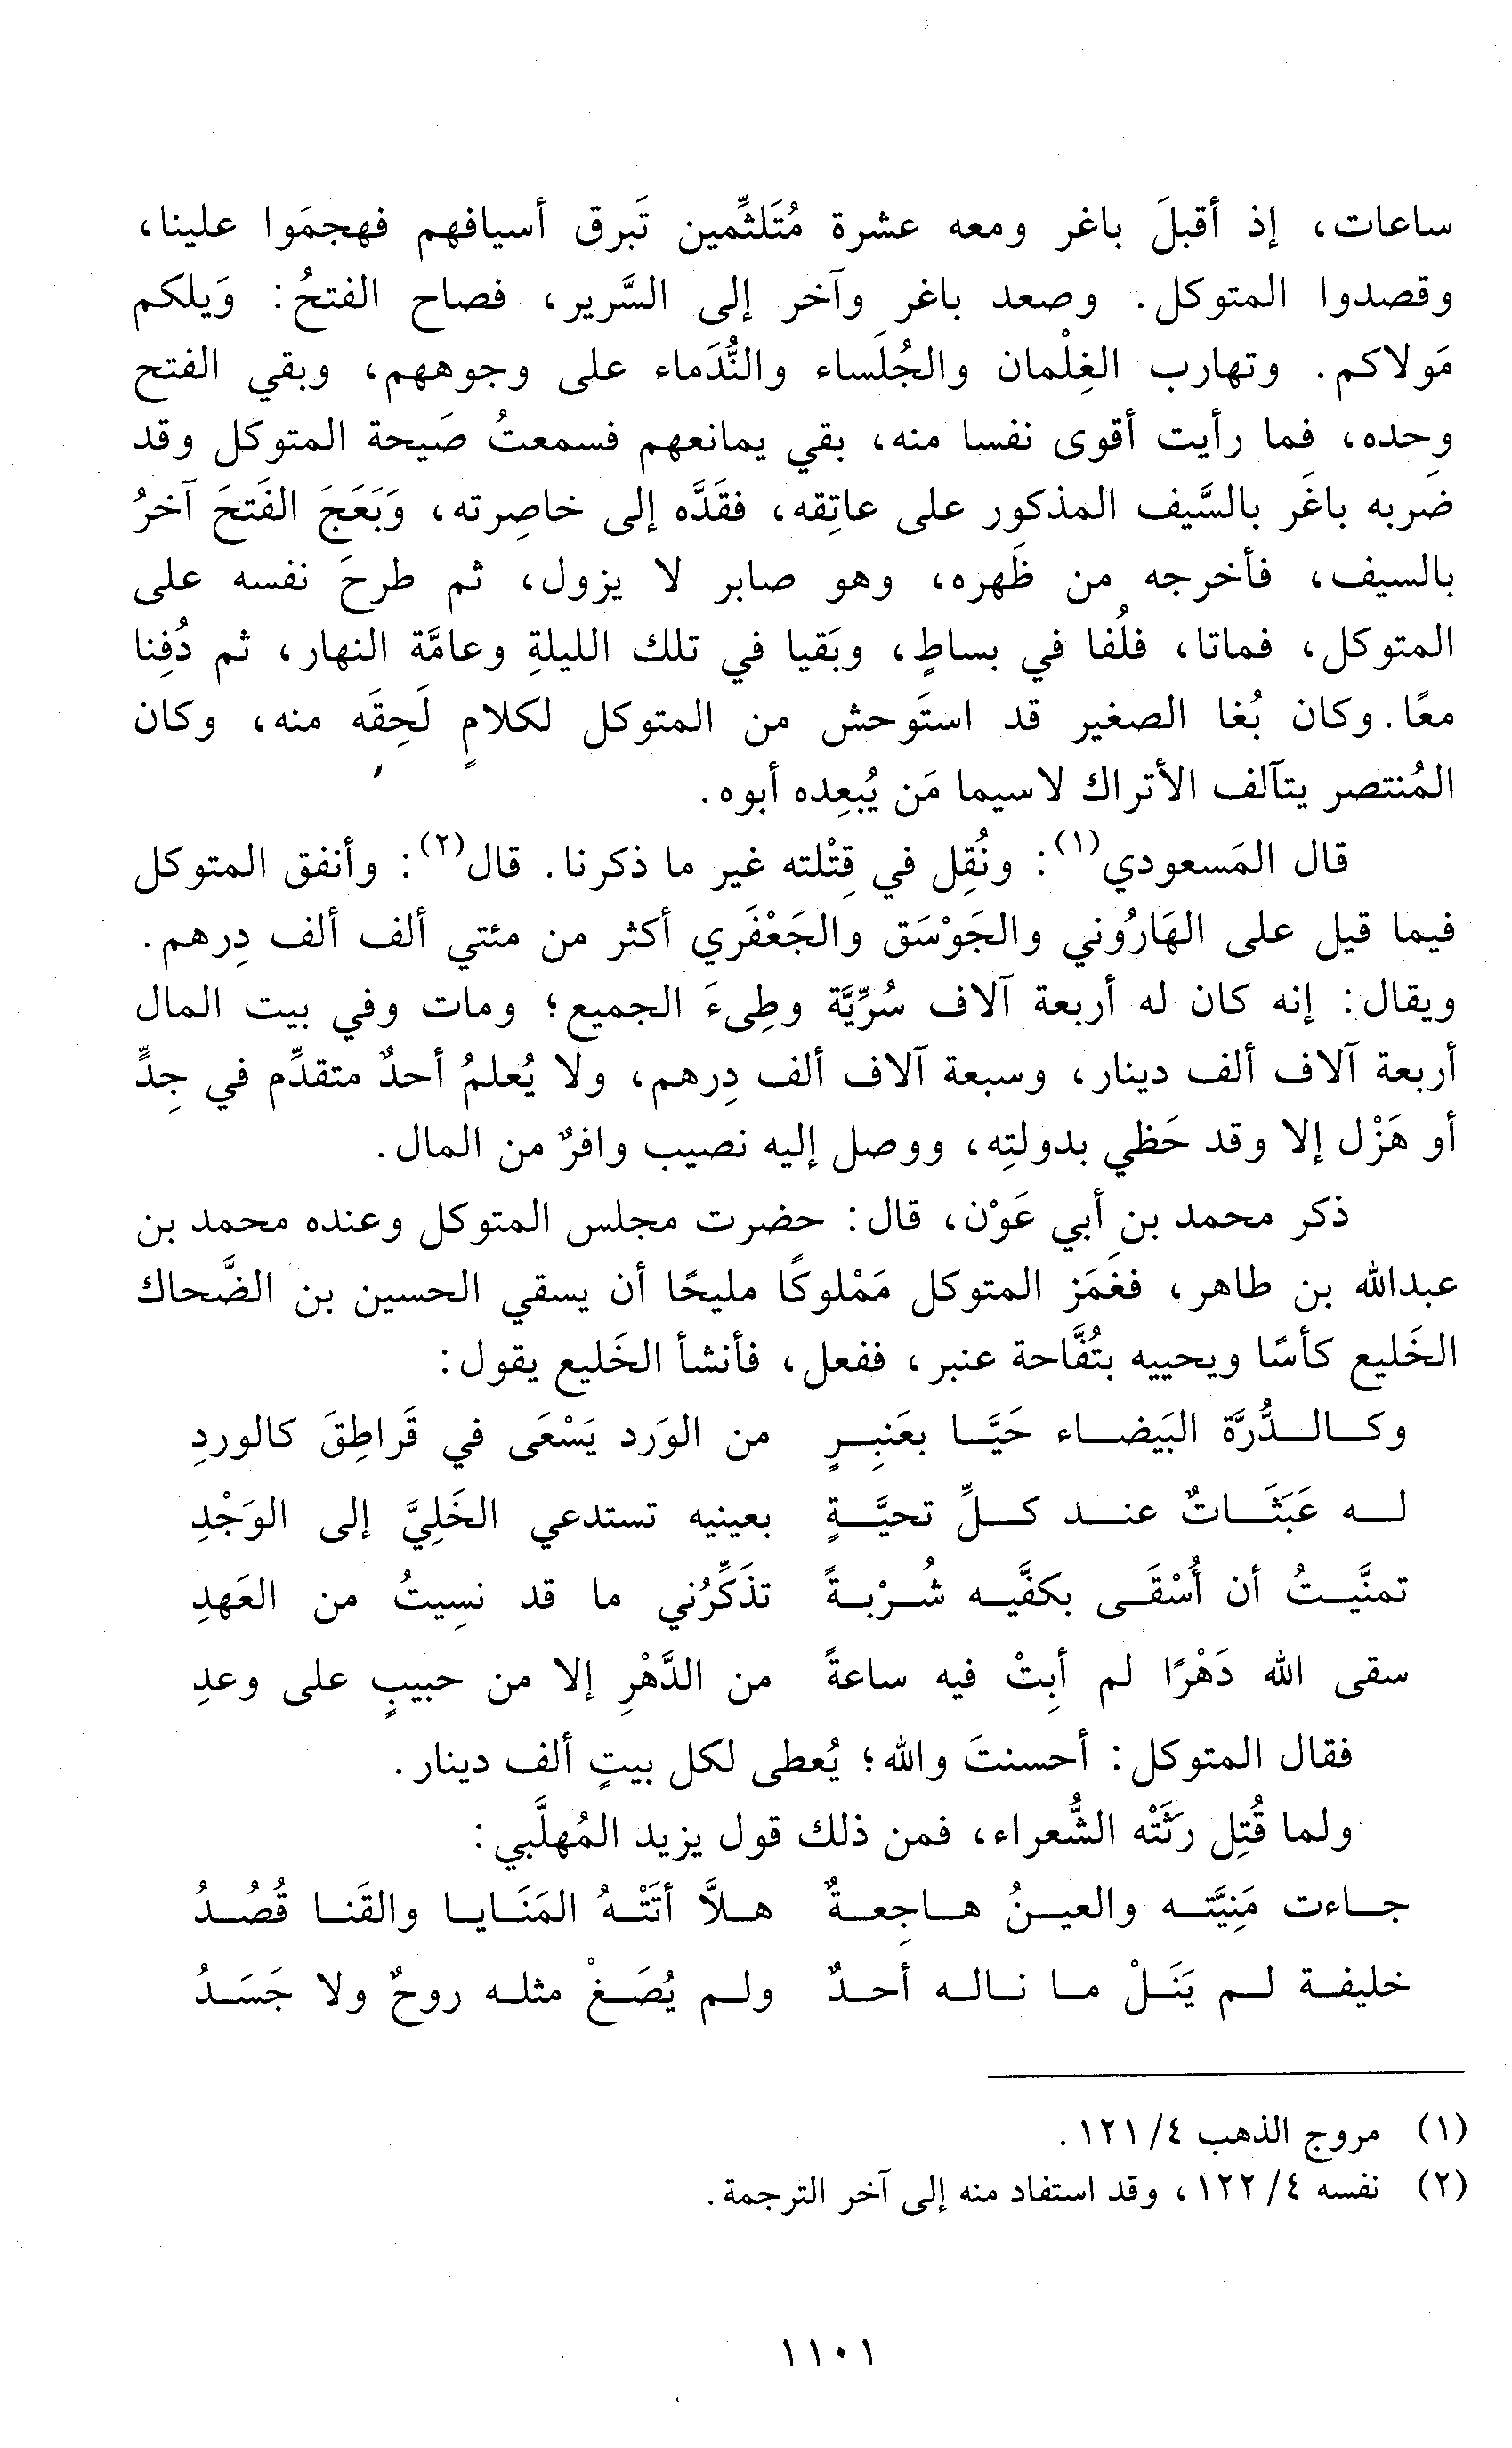 ساعات، إذ أقبلَ باغر ومعه عشرة مُتَلثِّمين تَبرق أسيافهم فهجمَوا علينا،
وقصدوا المتوكل. وصعد باغر وآخر إلى السَّرير، فصاح الفتحُ: وَيلكم
مَولاكم. وتهارب الغِلْمان والجُلَساء والنُّدَماء على وجوههم، وبقي الفتح
وحده، فما رأيت أقوى نفسا منه، بقي يمانعهم فسمعتُ صَيحة المتوكل وقد
ضَربه باغَر بالسَّيف المذكور على عاتِقه، فقَدَّه إلى خاصِرته، وَبَعَجَ الفَتحَ آخرُ
بالسيف، فأخرجه من ظَهره، وهو صابر لا يزول، ثم طرحَ نفسه على
المتوكل، فماتا، فلُفا في بساطٍ، وبَقيا في تلك الليلةِ وعامَّة النهار، ثم دُفِنا
معًا. وكان بُغا الصغير قد استَوحش من المتوكل لكلامٍ لَحِقَه منه، وكان
المُنتصر يتآلف الأتراك لاسيما مَن يُبعِده أبوه.
قال المَسعودي(١): ونُقِل في قِتْلته غير ما ذكرنا. قال(٢): وأنفق المتوكل
فيما قيل على الهَارُوني والجَوْسَق والجَعْفَري أكثر من مئتي ألف ألف دِرهم.
ويقال: إنه كان له أربعة آلاف سُرِّيَّة وطِىءَ الجميع؛ ومات وفي بيت المال
أربعة آلاف ألف دينار، وسبعة آلاف ألف دِرهم، ولا يُعلمُ أحدٌ متقدِّم في جِدٍّ
أو هَزْل إلا وقد حَظي بدولتِه، ووصل إليه نصيب وافرٌ من المال.
ذكر محمد بن أبي عَوْن، قال: حضرت مجلس المتوكل وعنده محمد بن
عبدالله بن طاهر، فغَمَز المتوكل مَمْلوكًا مليحًا أن يسقي الحسين بن الضَّحاك
الخَليع كأسًا ويحييه بتُفَّاحة عنبر، ففعل، فأنشأ الخَليع يقول:
وكالدُّرَّة البَيضاء حَيَّا بعَنبِرٍ من الوَرد يَسْعَى في قَراطِقَ كالوردِ
له عَبَثَاتٌ عند كلِّ تحيَّةٍ بعينيه تستدعي الخَلِيَّ إلى الوَجْدِ
تمنَّيتُ أن أُسْقَى بكفَّيه شُرْبةً تذَكِّرُني ما قد نسِيتُ من العَهدِ
سقى الله دَهْرًا لم أبِتْ فيه ساعةً من الدَّهْرِ إلا من حبيبٍ على وعدِ
فقال المتوكل: أحسنتَ والله؛ يُعطى لكل بيتٍ ألف دينار.
ولما قُتِل رَثَتْه الشُّعراء، فمن ذلك قول يزيد المُهلَّبي:
جاءت مَنِيَّته والعينُ هاجِعةٌ هلاَّ أتَتْهُ المَنَايا والقَنا قُصُدُ
خليفة لم يَنَلْ ما ناله أحدٌ ولم يُصَغْ مثله روحٌ ولا جَسَدُ
(١) مروج الذهب ٤/ ١٢١.
(٢) نفسه ٤/ ١٢٢، وقد استفاد منه إلى آخر الترجمة.
١١٠١